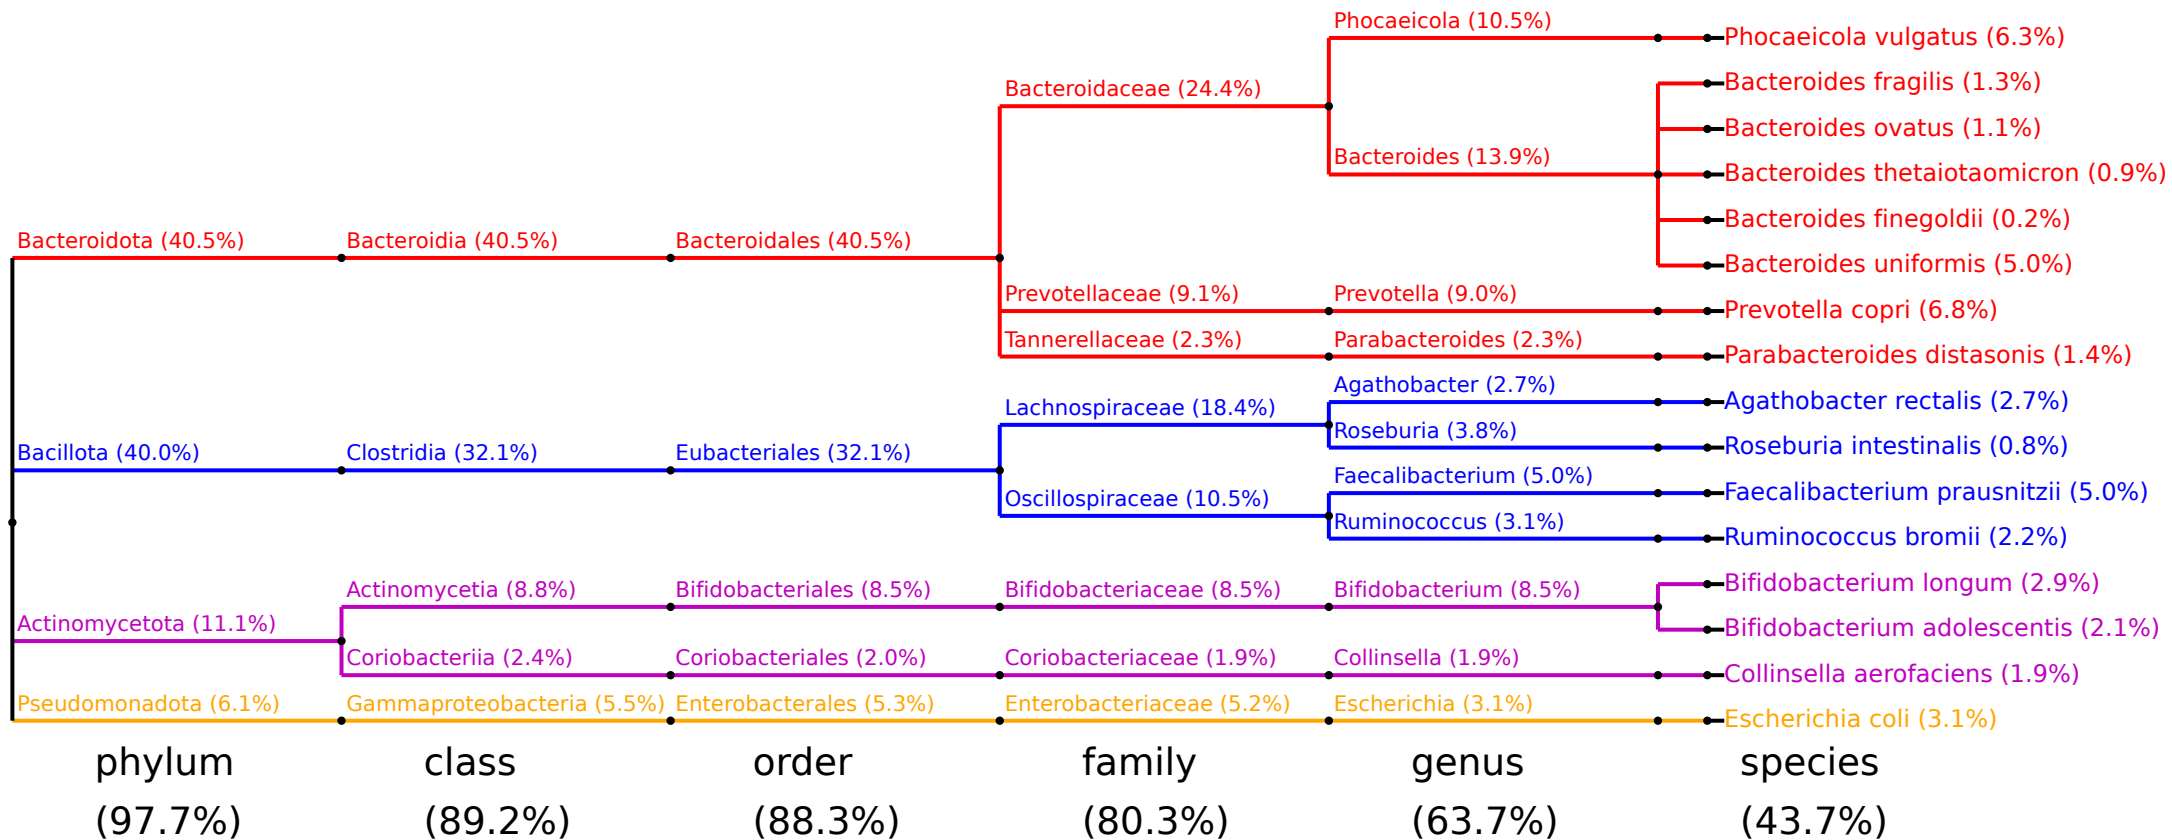 Phocaeicola (10.5%)
Phocaeicola vulgatus (6.3%)
Bacteroides fragilis (1.3%)
Bacteroidaceae (24.4%)
Bacteroides ovatus (1.1%)
Bacteroides (13.9%)
Bacteroides thetaiotaomicron (0.9%)
Bacteroides finegoldii (0.2%)
Bacteroidota (40.5%)
Bacteroidia (40.5%)
Bacteroidales (40.5%)
Bacteroides uniformis (5.0%)
Prevotellaceae (9.1%)
Prevotella (9.0%)
Prevotella copri (6.8%)
Tannerellaceae (2.3%)
Parabacteroides (2.3%)
Parabacteroides distasonis (1.4%)
Agathobacter (2.7%)
Agathobacter rectalis (2.7%)
Lachnospiraceae (18.4%)
Roseburia (3.8%)
Roseburia intestinalis (0.8%)
Bacillota (40.0%)
Clostridia (32.1%)
Eubacteriales (32.1%)
Faecalibacterium (5.0%)
Faecalibacterium prausnitzii (5.0%)
Oscillospiraceae (10.5%)
Ruminococcus (3.1%)
Ruminococcus bromii (2.2%)
Actinomycetia (8.8%)
Bifidobacteriales (8.5%)
Bifidobacteriaceae (8.5%)
Bifidobacterium (8.5%)
Bifidobacterium longum (2.9%)
Actinomycetota (11.1%)
Bifidobacterium adolescentis (2.1%)
Coriobacteriia (2.4%)
Coriobacteriales (2.0%)
Coriobacteriaceae (1.9%)
Collinsella (1.9%)
Collinsella aerofaciens (1.9%)
Pseudomonadota (6.1%)
Gammaproteobacteria (5.5%)
Enterobacterales (5.3%)
Enterobacteriaceae (5.2%)
Escherichia (3.1%)
Escherichia coli (3.1%)
phylum
class
order
family
genus
species
(97.7%)
(89.2%)
(88.3%)
(80.3%)
(63.7%)
(43.7%)